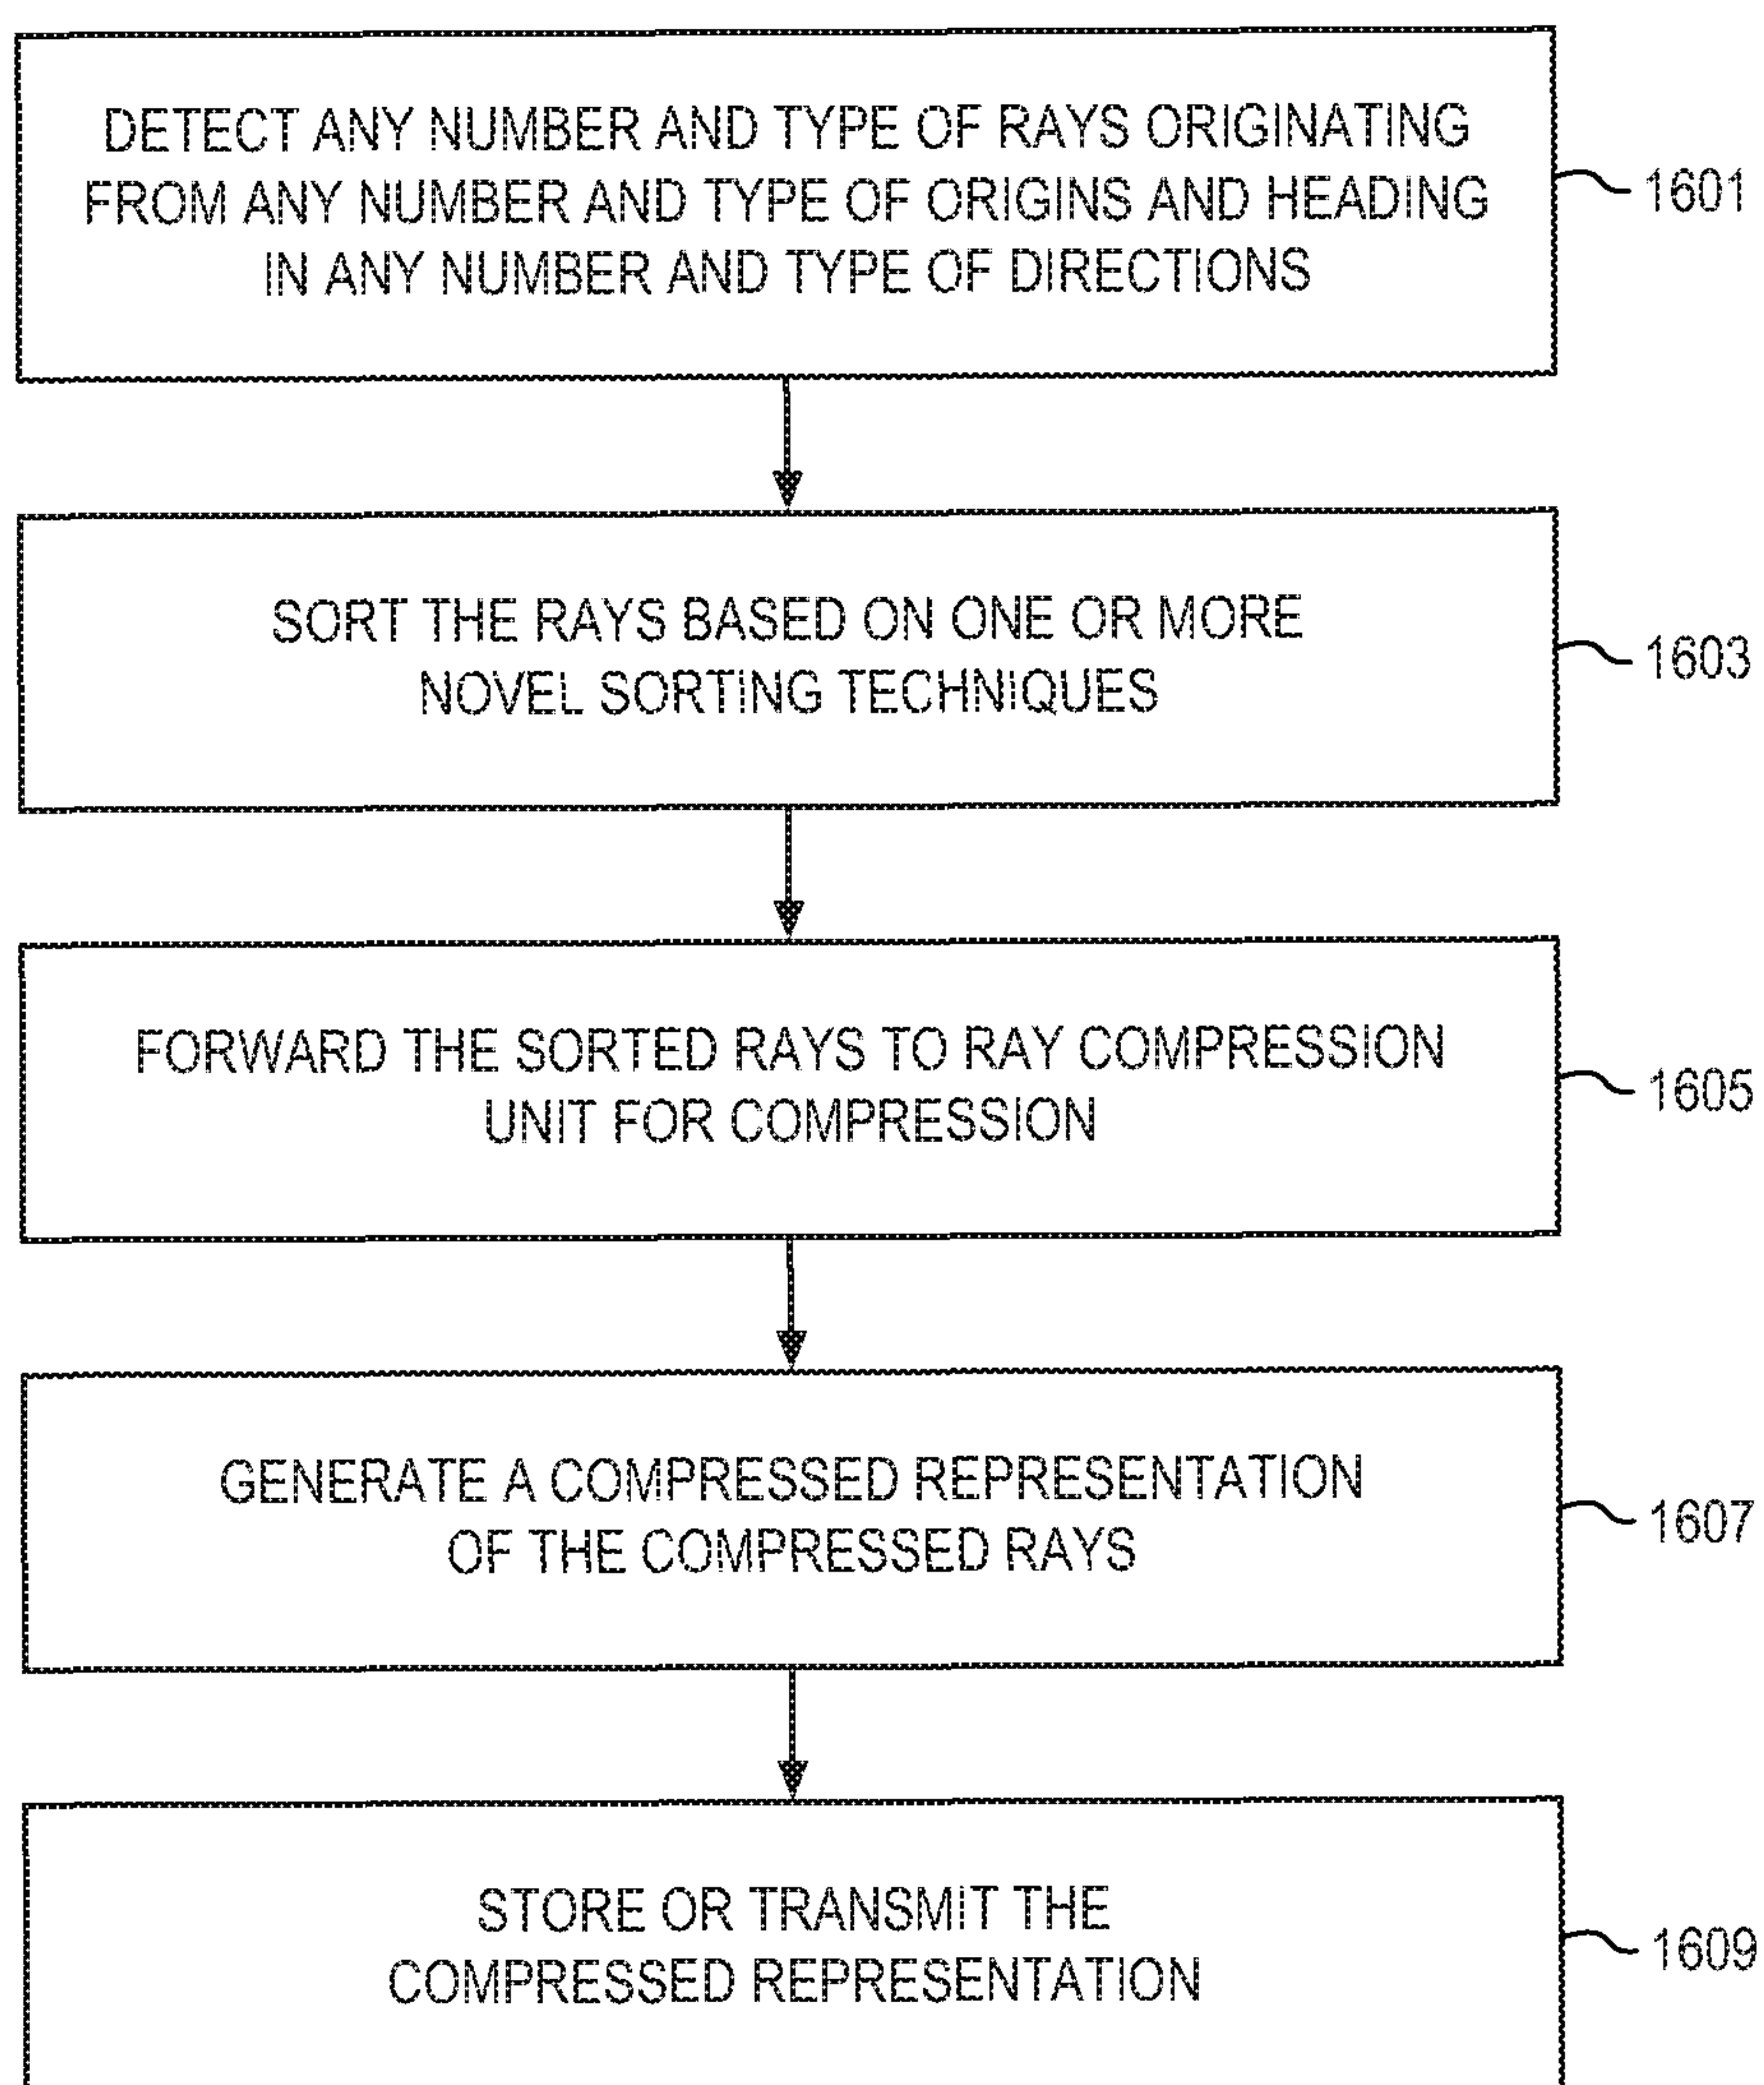 DETECT ANY NUMBER AND TYPE OF RAYS ORIGINATING
FROM ANY NUMBER AND TYPE OF ORIGINS AND HEADING
IN ANY NUMBER AND TYPE OF DIRECTIONS
1601
SORT THE RAYS BASED ON ONE OR MORE
NOVEL SORTING TECHNIQUES
1603
FORWARD THE SORTED RAYS TO RAY COMPRESSION
UNIT FOR COMPRESSION
1605
GENERATE A COMPRESSED REPRESENTATION
OF THE COMPRESSED RAYS
1607
STORE OR TRANSMIT THE
COMPRESSED REPRESENTATION
1609